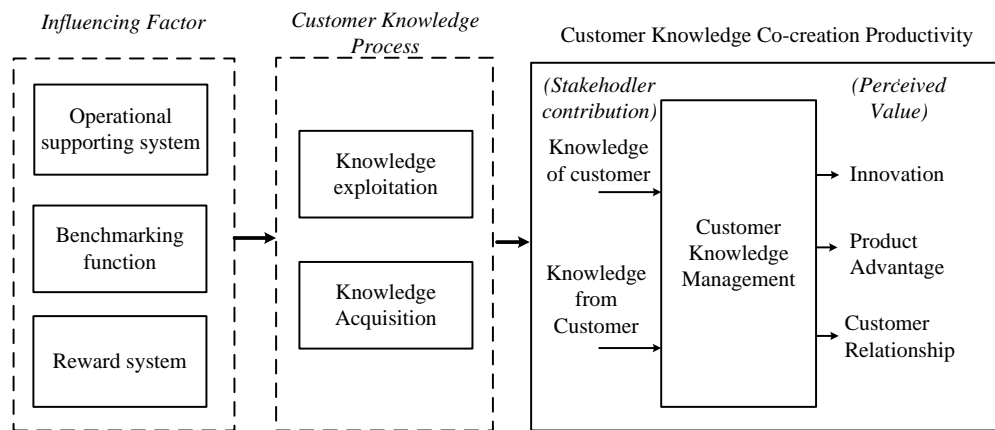 Influencing Factor
Operational
supporting system
Benchmarking
function
Reward system
Customer Knowledge
Process
Knowledge
exploitation
Knowledge
Acquisition
Customer Knowledge Co-creation Productivity
(Stakehodler
contribution)
Knowledge
of customer
Knowledge
from
Customer
Customer
Knowledge
Management
(Perceived
Value)
Innovation
Product
Advantage
Customer
Relationship